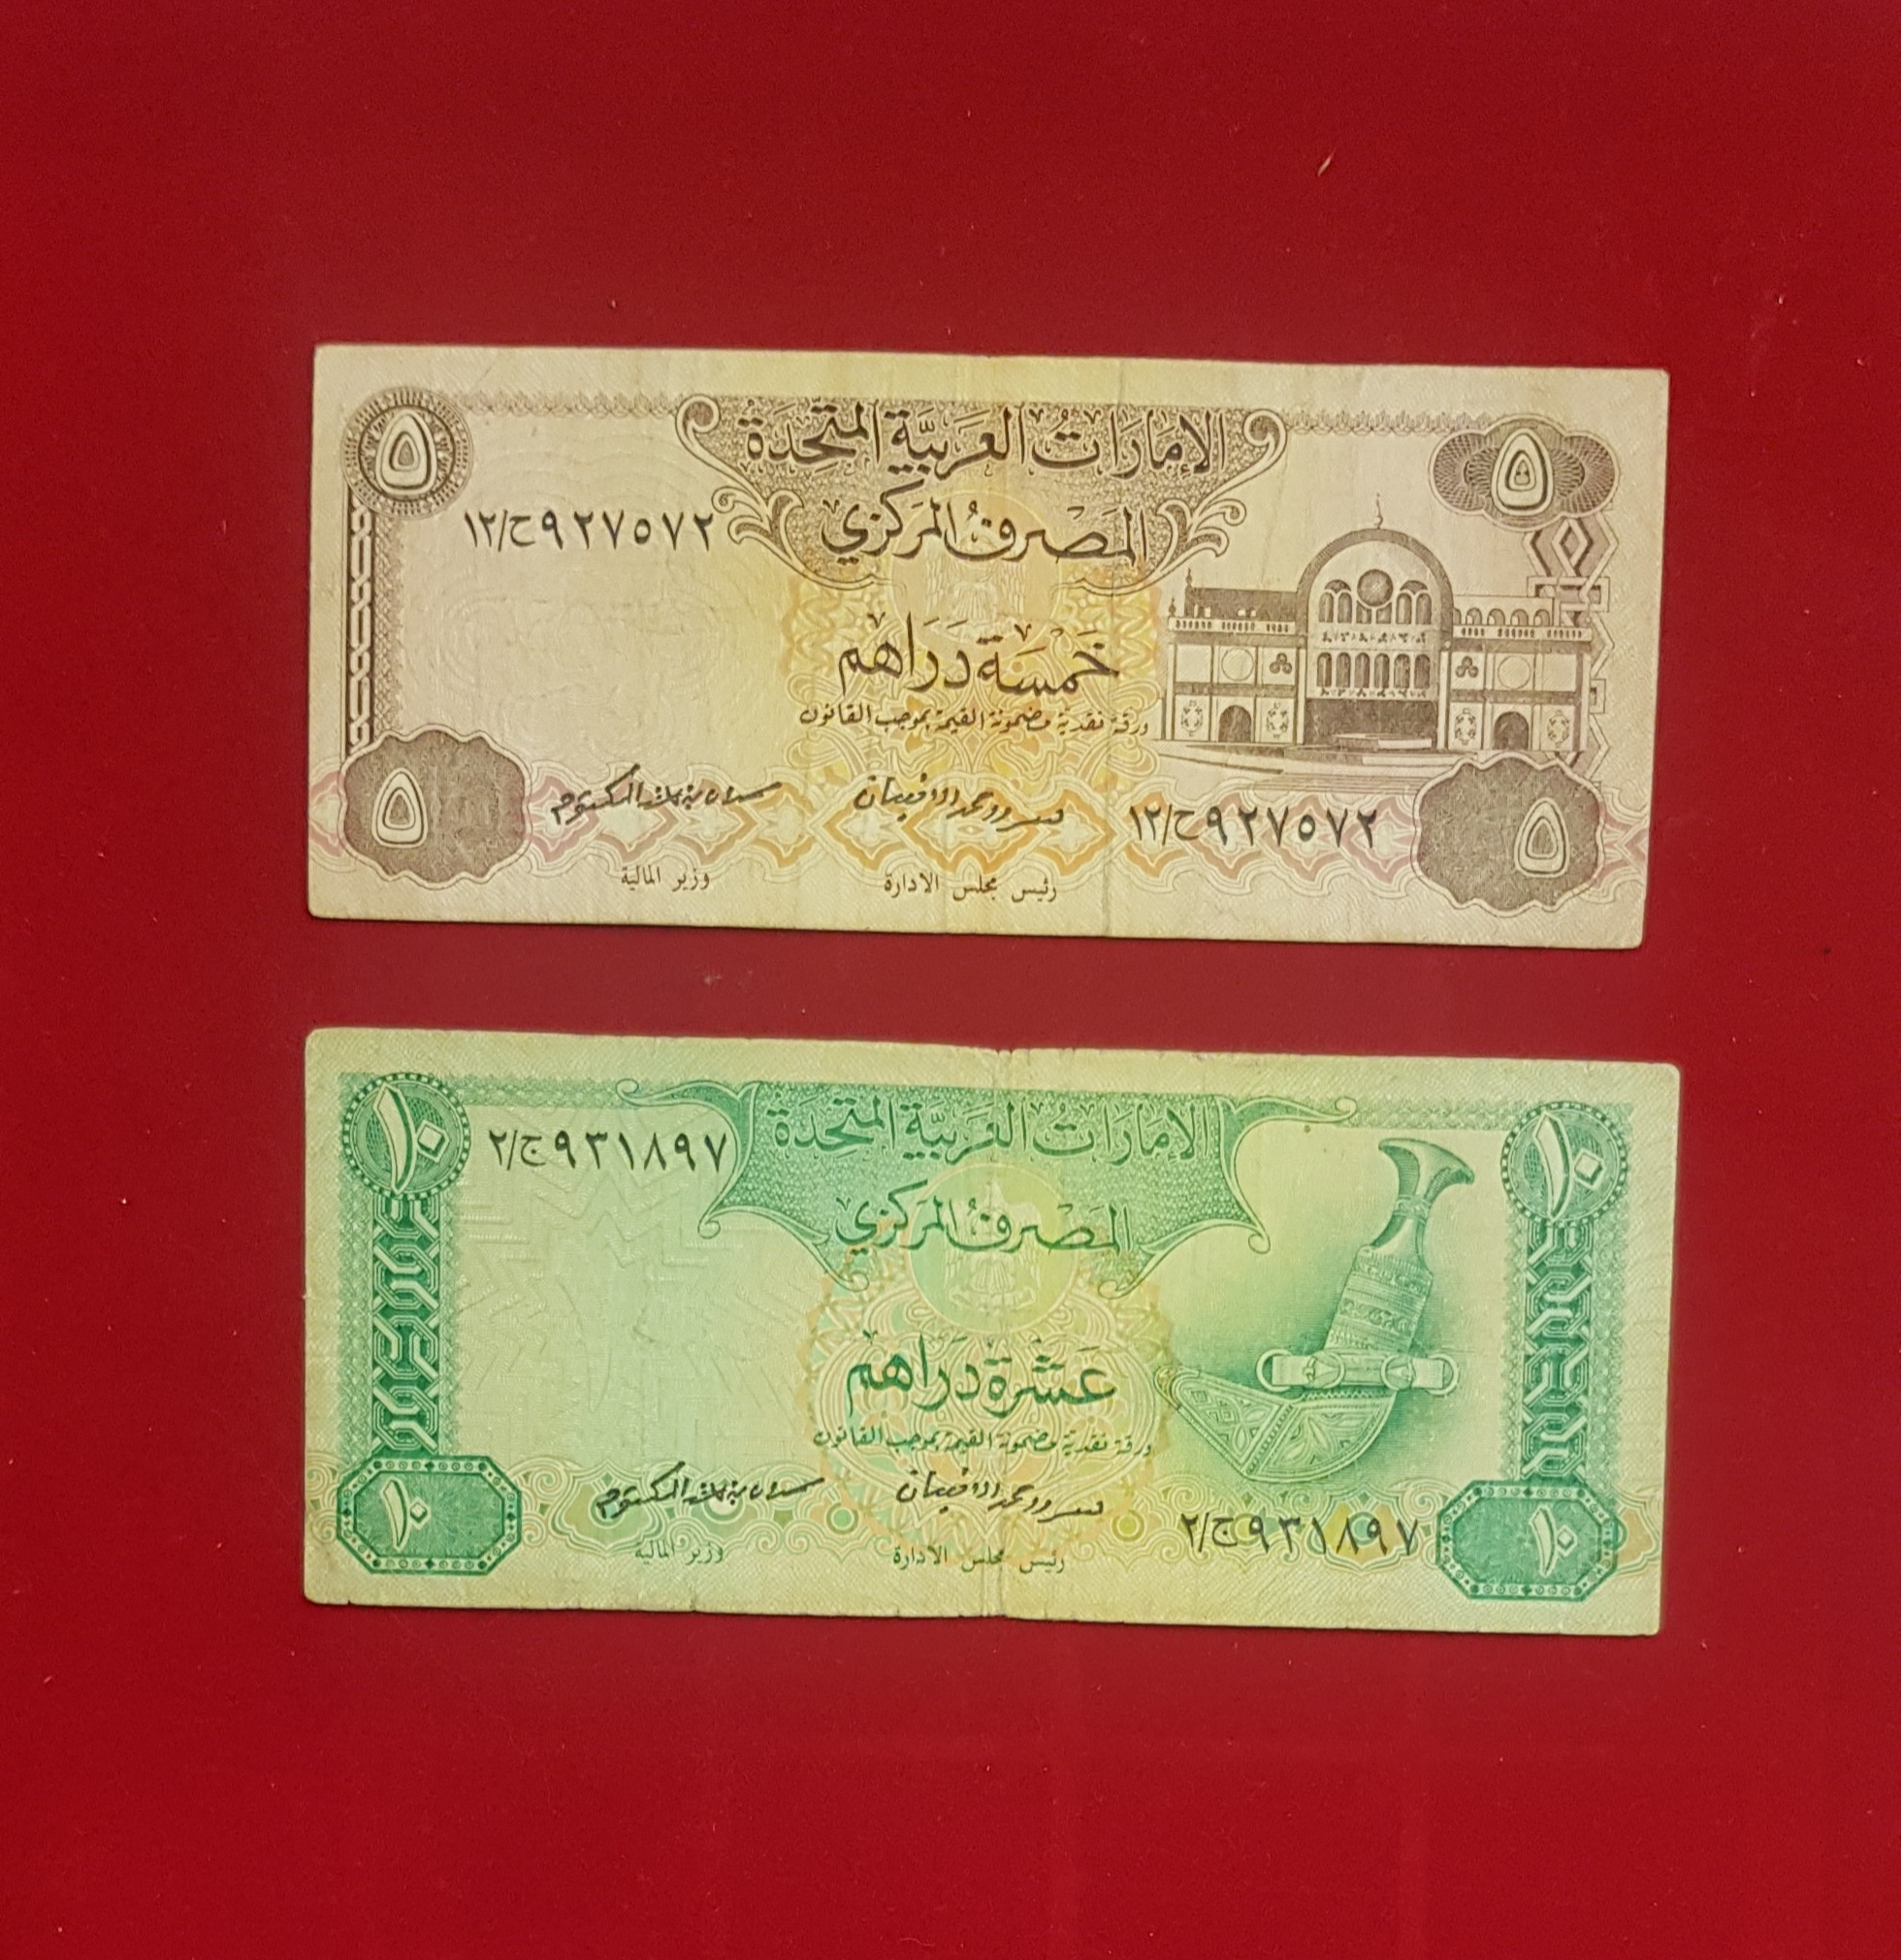 ٥
الإمارات العربية المتحدة
٥
١٢/ح٩٢٧٥٧٢
المصرف المركزي
خمسة دراهم
ورقة نقدية مضمونة القيمة بموجب القانون
١٢/ح٩٢٧٥٧٢
٥
٥
رئيس مجلس الادارة
وزير المالية
١٠
الإمارات العربية المتحدة
١٠
٢/ج٩٣١٨٩٧
المصرف المركزي
عشرة دراهم
ورقة نقدية مضمونة القيمة بموجب القانون
٢/ج٩٣١٨٩٧
١٠
١٠
رئيس مجلس الادارة
وزير المالية